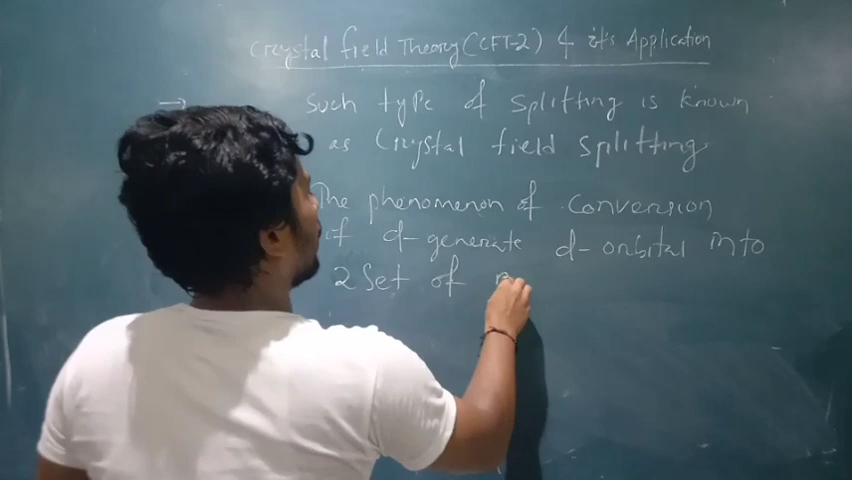 Crystal field Theory (CFT-2) & it's Application
→ Such type of splitting is known
as Crystal field splitting
The phenomenon of conversion
of d-generate d-orbital into
2 Set of